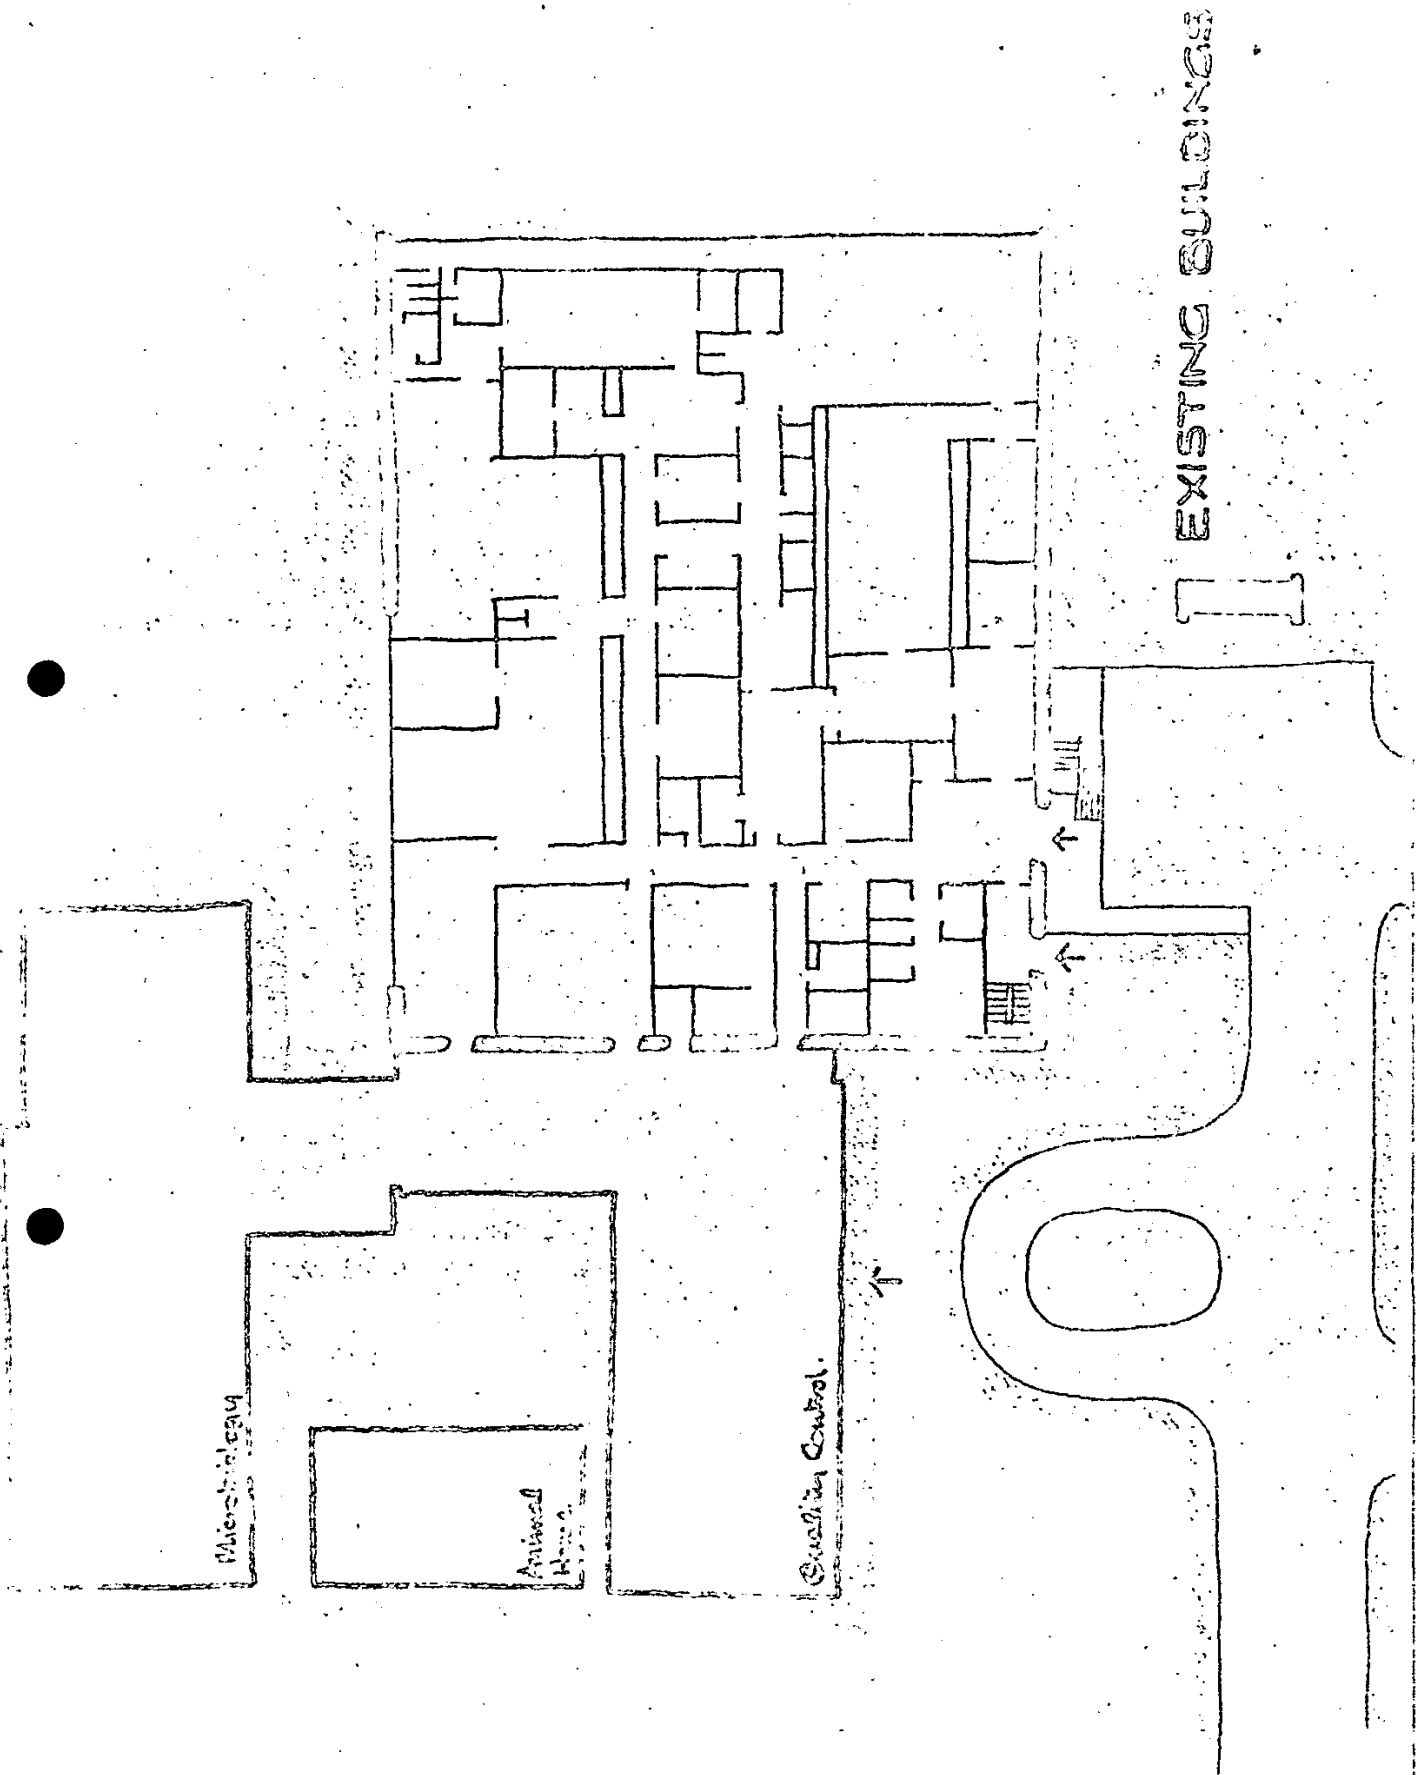 EXISTING BUILDINGS
Microbiology
Animal
House
Quality Control.